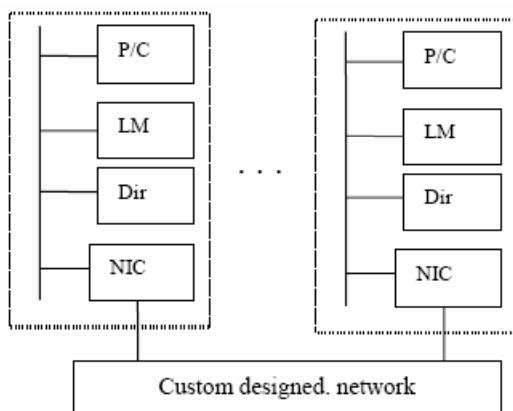 P/C
LM
Dir
NIC
. . .
P/C
LM
Dir
NIC
Custom designed. network